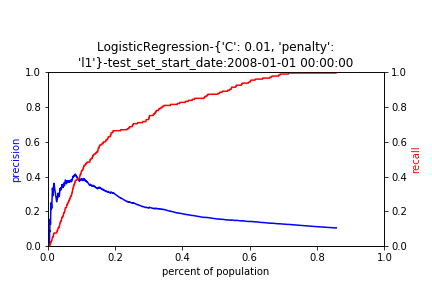 LogisticRegression-{'C': 0.01, 'penalty':
'l1'}-test_set_start_date:2008-01-01 00:00:00
1.0
0.8
0.6
0.4
0.2
0.0
precision
1.0
0.8
0.6
0.4
0.2
0.0
recall
0.0 0.2 0.4 0.6 0.8 1.0
percent of population